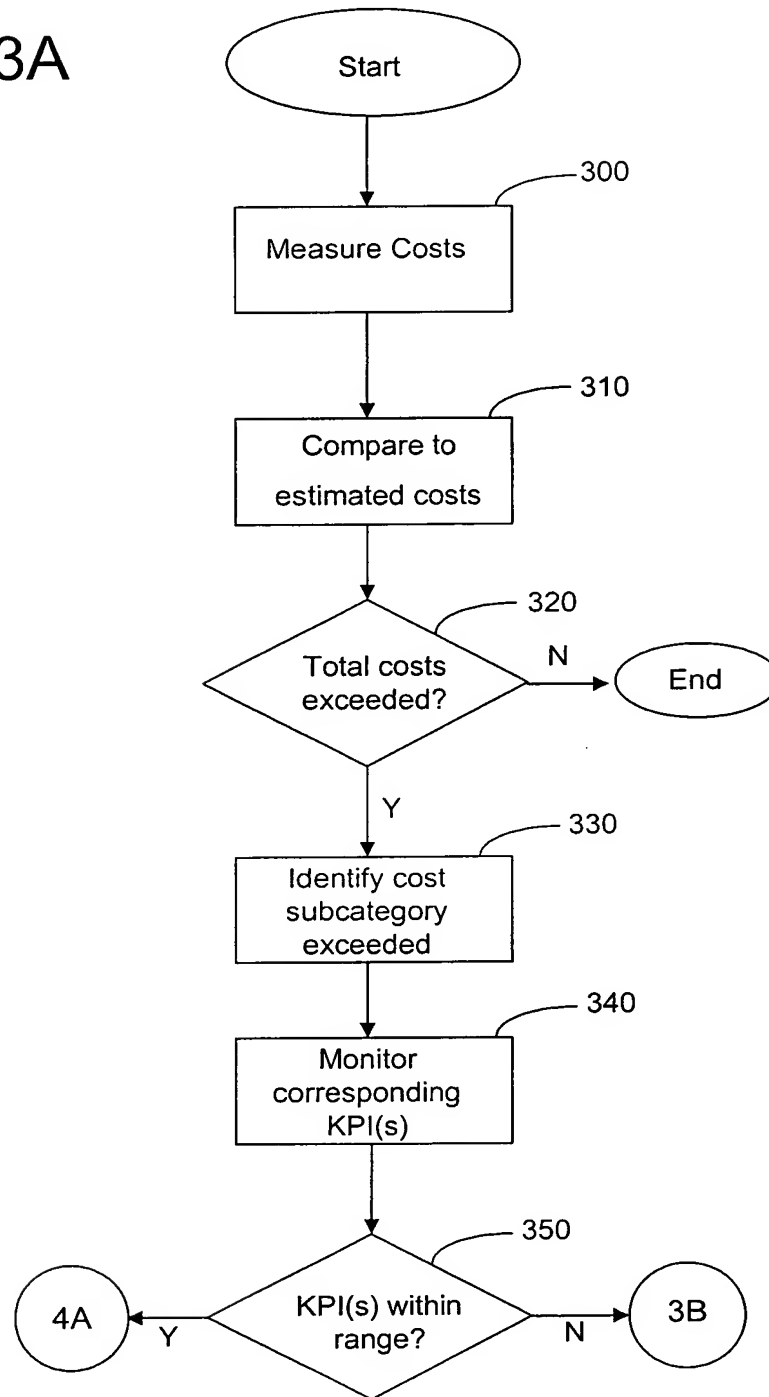 3A
Start
300
Measure Costs
310
Compare to
estimated costs
320
Total costs
exceeded?
N
End
Y
330
Identify cost
subcategory
exceeded
340
Monitor
corresponding
KPI(s)
350
4A
Y
KPI(s) within
range?
N
3B